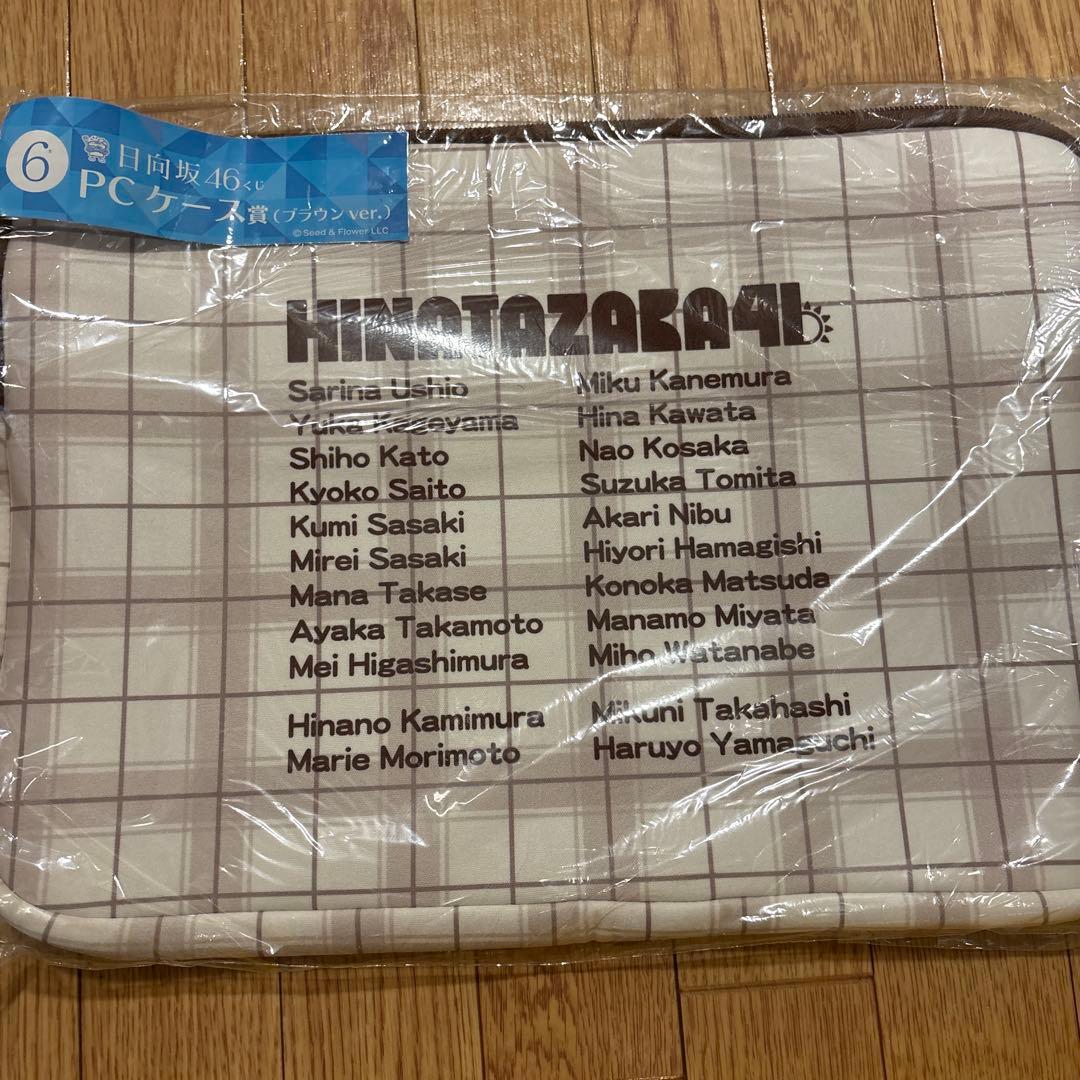 6
日向坂46くじ
PCケース賞(ブラウンver.)
© Seed & Flower LLC
HINATAZAKA46
Sarina Ushio
Yuka Kageyama
Shiho Kato
Kyoko Saito
Kumi Sasaki
Mirei Sasaki
Mana Takase
Ayaka Takamoto
Mei Higashimura
Hinano Kamimura
Marie Morimoto
Miku Kanemura
Hina Kawata
Nao Kosaka
Suzuka Tomita
Akari Nibu
Hiyori Hamagishi
Konoka Matsuda
Manamo Miyata
Miho Watanabe
Mikuni Takahashi
Haruyo Yamaguchi